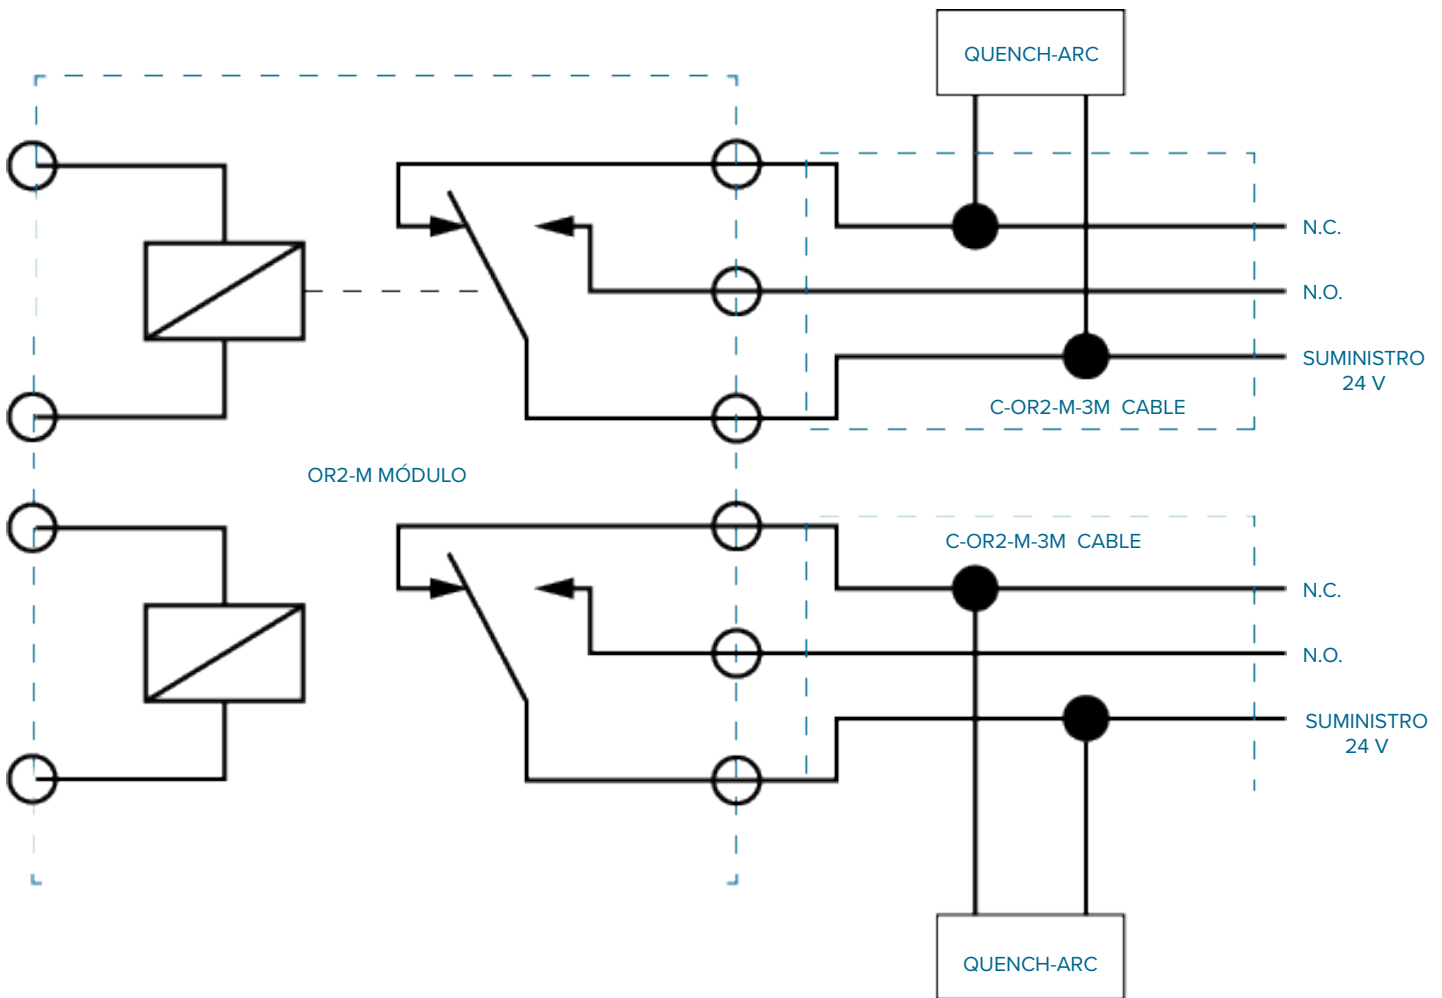 QUENCH-ARC
N.C.
N.O.
SUMINISTRO
24 V
C-OR2-M-3M CABLE
OR2-M MÓDULO
C-OR2-M-3M CABLE
N.C.
N.O.
SUMINISTRO
24 V
QUENCH-ARC